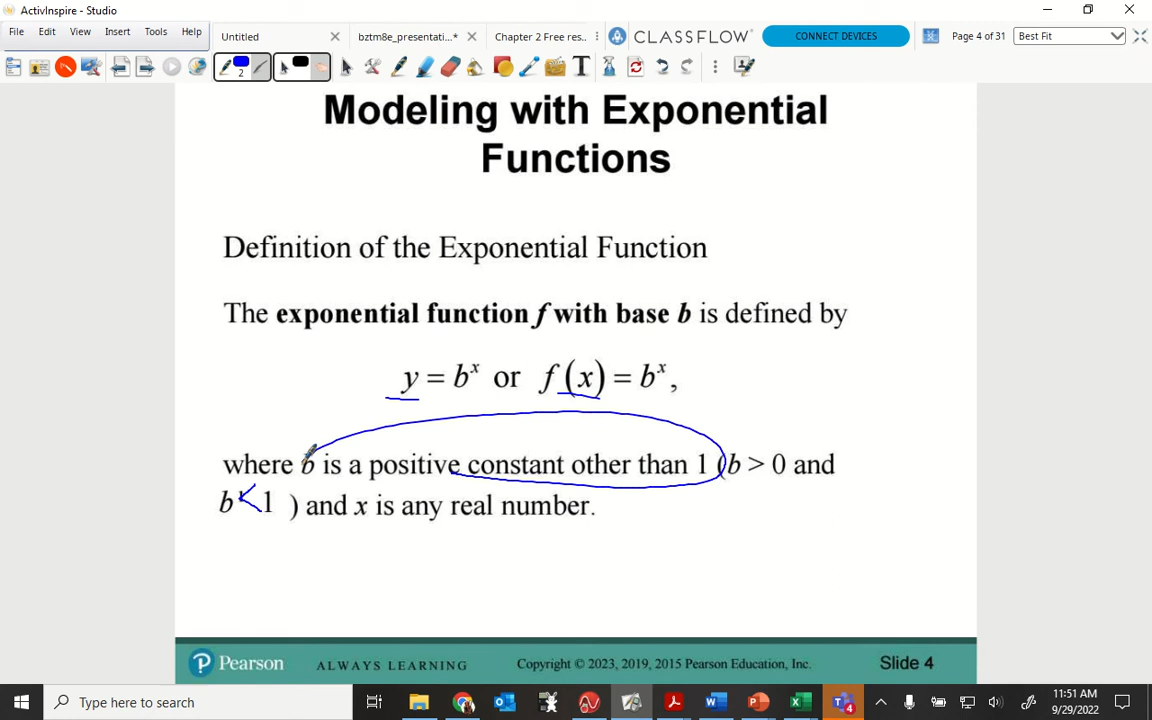 ActivInspire - Studio
File Edit View Insert Tools Help
Untitled
bztm8e_presentati...*
Chapter 2 Free res..
CLASSFLOW
CONNECT DEVICES
Page 4 of 31
Best Fit
2
Modeling with Exponential
Functions
Definition of the Exponential Function
The exponential function f with base b is defined by
y = bˣ or f(x) = bˣ,
where b is a positive constant other than 1 (b > 0 and
b < 1 ) and x is any real number.
Pearson
ALWAYS LEARNING
Copyright © 2023, 2019, 2015 Pearson Education, Inc.
Slide 4
Type here to search
4
11:51 AM
9/29/2022